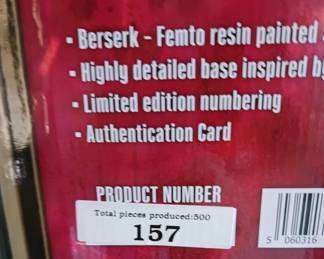 - Berserk - Femto resin painted
- Highly detailed base inspired by
- Limited edition numbering
- Authentication Card
PRODUCT NUMBER
Total pieces produced:500
157
5 060316